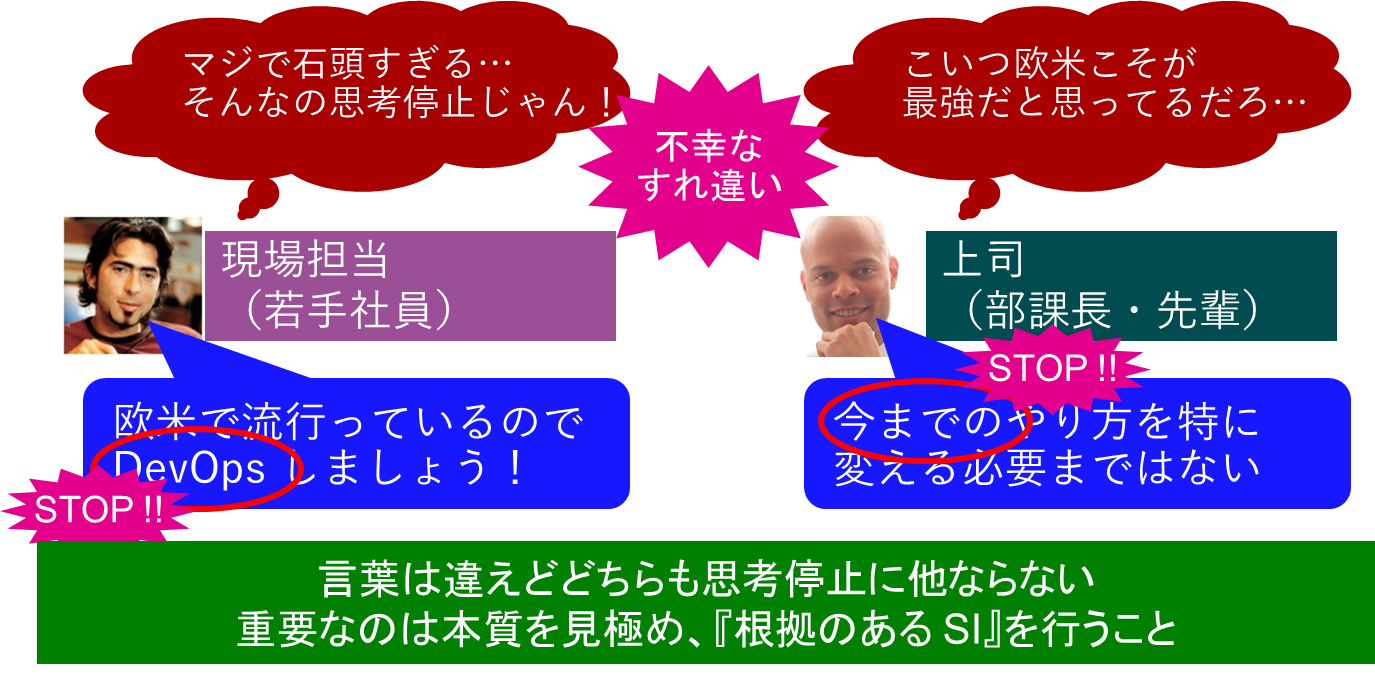 マジで石頭すぎる…
そんなの思考停止じゃん！
こいつ欧米こそが
最強だと思ってるだろ…
不幸な
すれ違い
現場担当
（若手社員）
上司
（部課長・先輩）
STOP !!
欧米で流行っているので
DevOps しましょう！
STOP !!
今までのやり方を特に
変える必要まではない
言葉は違えどどちらも思考停止に他ならない
重要なのは本質を見極め、『根拠のある SI』を行うこと